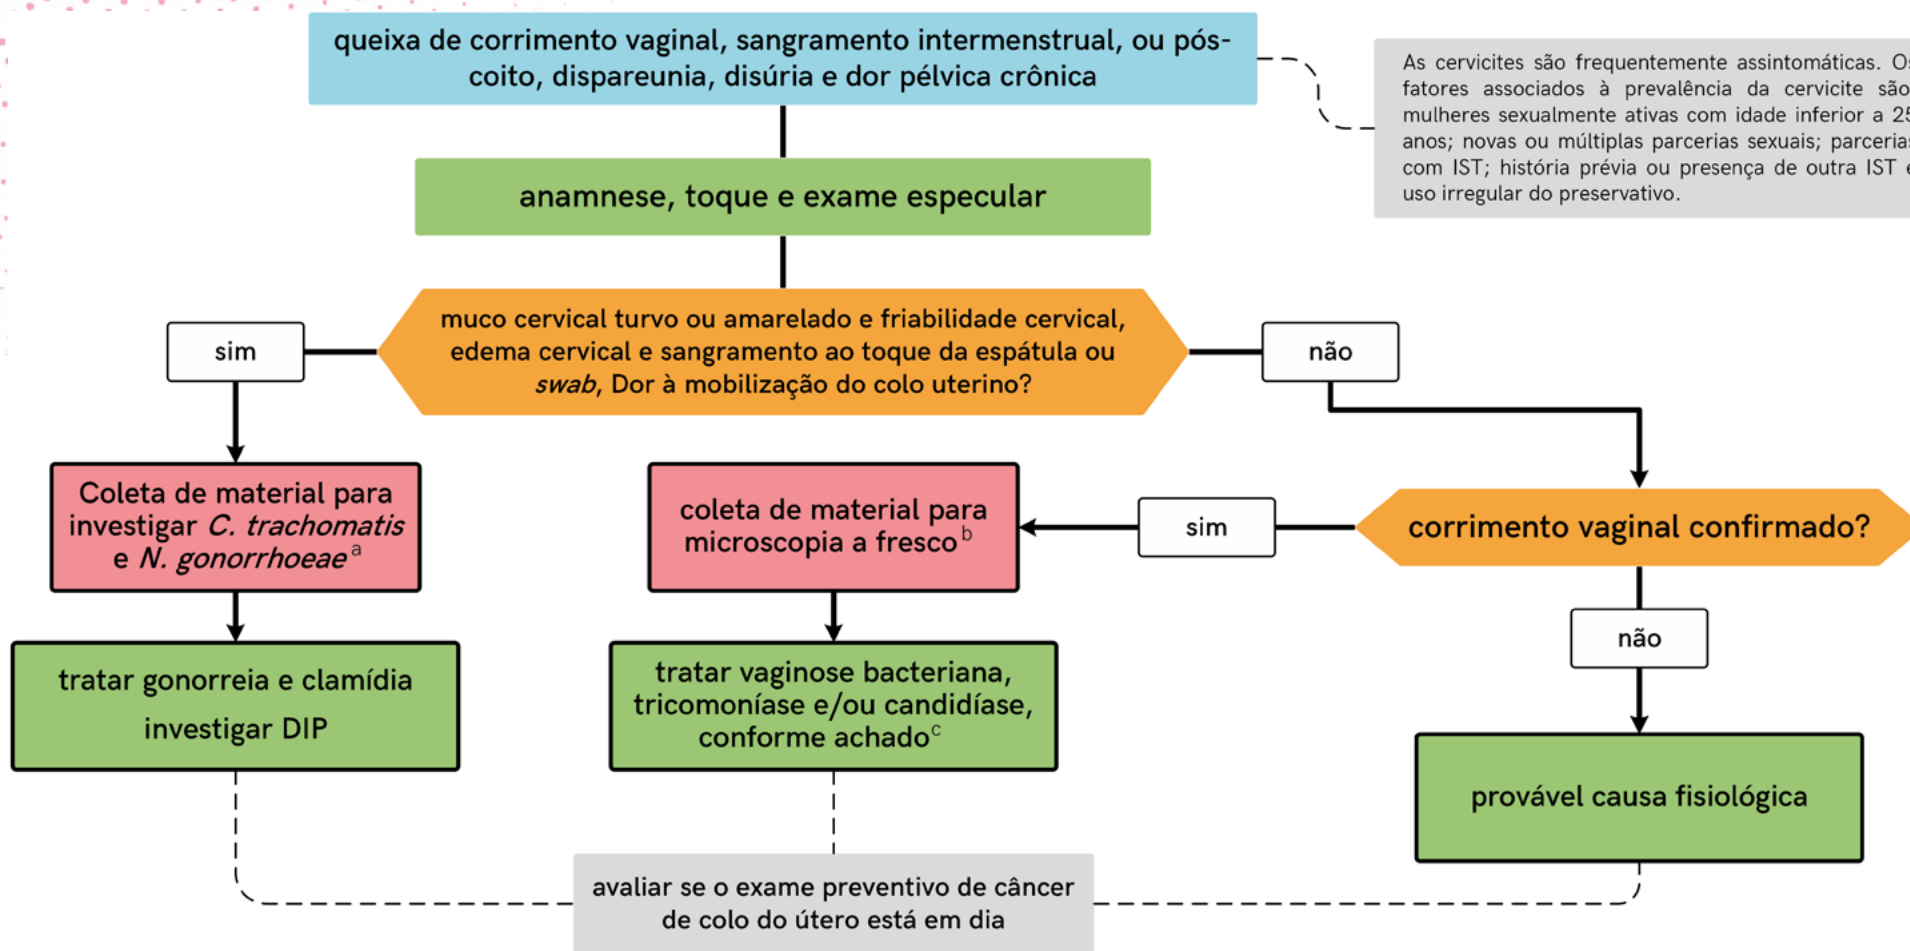 queixa de corrimento vaginal, sangramento intermenstrual, ou pós-
coito, dispareunia, disúria e dor pélvica crônica
As cervicites são frequentemente assintomáticas. Os
fatores associados à prevalência da cervicite são
mulheres sexualmente ativas com idade inferior a 25
anos; novas ou múltiplas parcerias sexuais; parcerias
com IST; história prévia ou presença de outra IST e
uso irregular do preservativo.
anamnese, toque e exame especular
muco cervical turvo ou amarelado e friabilidade cervical,
edema cervical e sangramento ao toque da espátula ou
swab, Dor à mobilização do colo uterino?
sim
não
Coleta de material para
investigar C. trachomatis
e N. gonorrhoeae a
coleta de material para
microscopia a fresco b
sim
corrimento vaginal confirmado?
não
tratar gonorreia e clamídia
investigar DIP
tratar vaginose bacteriana,
tricomoníase e/ou candidíase,
conforme achado c
provável causa fisiológica
avaliar se o exame preventivo de câncer
de colo do útero está em dia